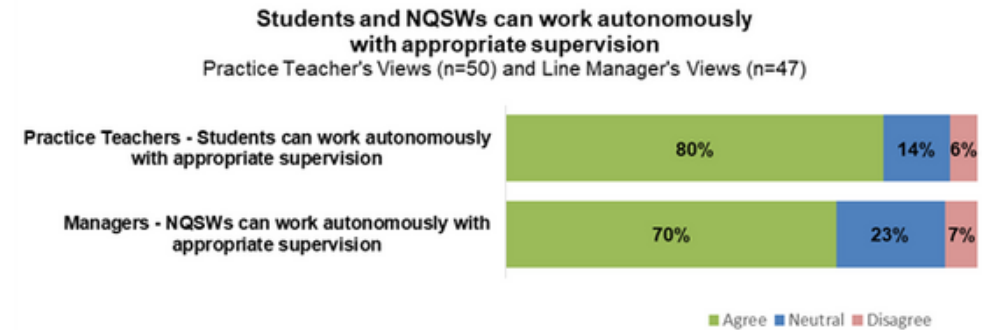 Students and NQSWs can work autonomously
with appropriate supervision
Practice Teacher's Views (n=50) and Line Manager's Views (n=47)
Practice Teachers - Students can work autonomously
with appropriate supervision
80% 14% 6%
Managers - NQSWs can work autonomously with
appropriate supervision
70% 23% 7%
Agree Neutral Disagree